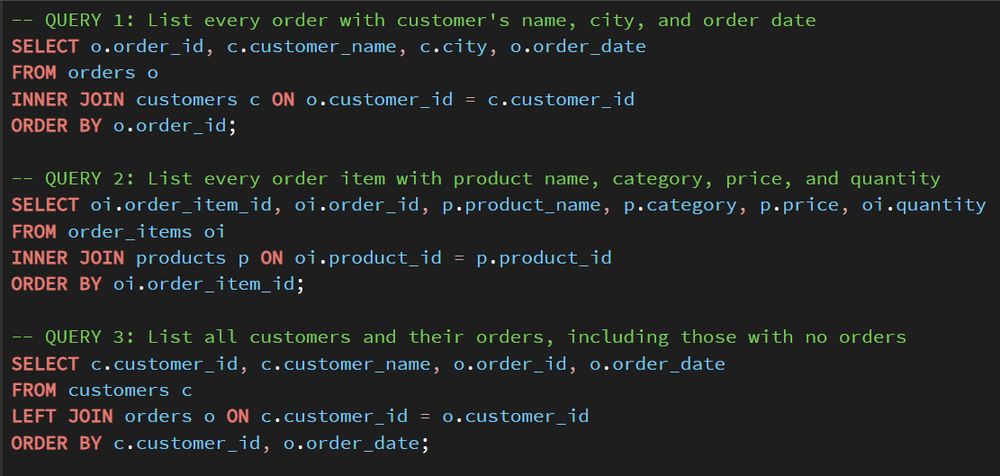 -- QUERY 1: List every order with customer's name, city, and order date
SELECT o.order_id, c.customer_name, c.city, o.order_date
FROM orders o
INNER JOIN customers c ON o.customer_id = c.customer_id
ORDER BY o.order_id;

-- QUERY 2: List every order item with product name, category, price, and quantity
SELECT oi.order_item_id, oi.order_id, p.product_name, p.category, p.price, oi.quantity
FROM order_items oi
INNER JOIN products p ON oi.product_id = p.product_id
ORDER BY oi.order_item_id;

-- QUERY 3: List all customers and their orders, including those with no orders
SELECT c.customer_id, c.customer_name, o.order_id, o.order_date
FROM customers c
LEFT JOIN orders o ON c.customer_id = o.customer_id
ORDER BY c.customer_id, o.order_date;